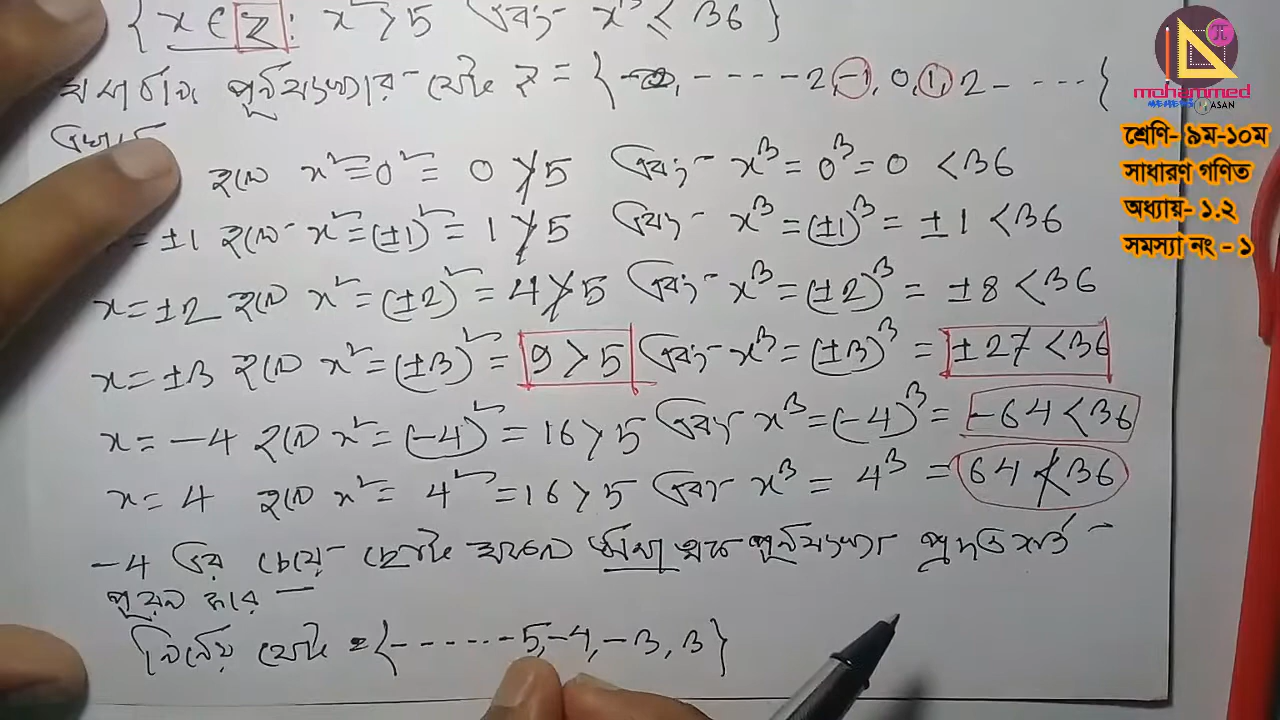 {x ∈ Z : x² > 5 এবং x³ < 36}
পূর্ণসংখ্যার সেট Z = { ----- -2, -1, 0, 1, 2 - ---- }
হলে x² = 0² = 0 ≯ 5 এবং x³ = 0³ = 0 < 36
= ±1 হলে x² = (±1)² = 1 ≯ 5 এবং x³ = (±1)³ = ±1 < 36
x = ±2 হলে x² = (±2)² = 4 ≯ 5 এবং x³ = (±2)³ = ±8 < 36
x = ±3 হলে x² = (±3)² = 9 > 5 এবং x³ = (±3)³ = ±27 < 36
x = -4 হলে x² = (-4)² = 16 > 5 এবং x³ = (-4)³ = -64 < 36
x = 4 হলে x² = 4² = 16 > 5 এবং x³ = 4³ = 64 ≮ 36
-4 এর চেয়ে ছোট সকল পূর্ণসংখ্যা প্রদত্ত শর্ত
পূরণ করে
নির্ণেয় সেট = { ------5, -4, -3, 3 }
π
mohammed
MEHEDI HASAN
শ্রেণি- ৯ম-১০ম
সাধারণ গণিত
অধ্যায়- ১.২
সমস্যা নং - ১